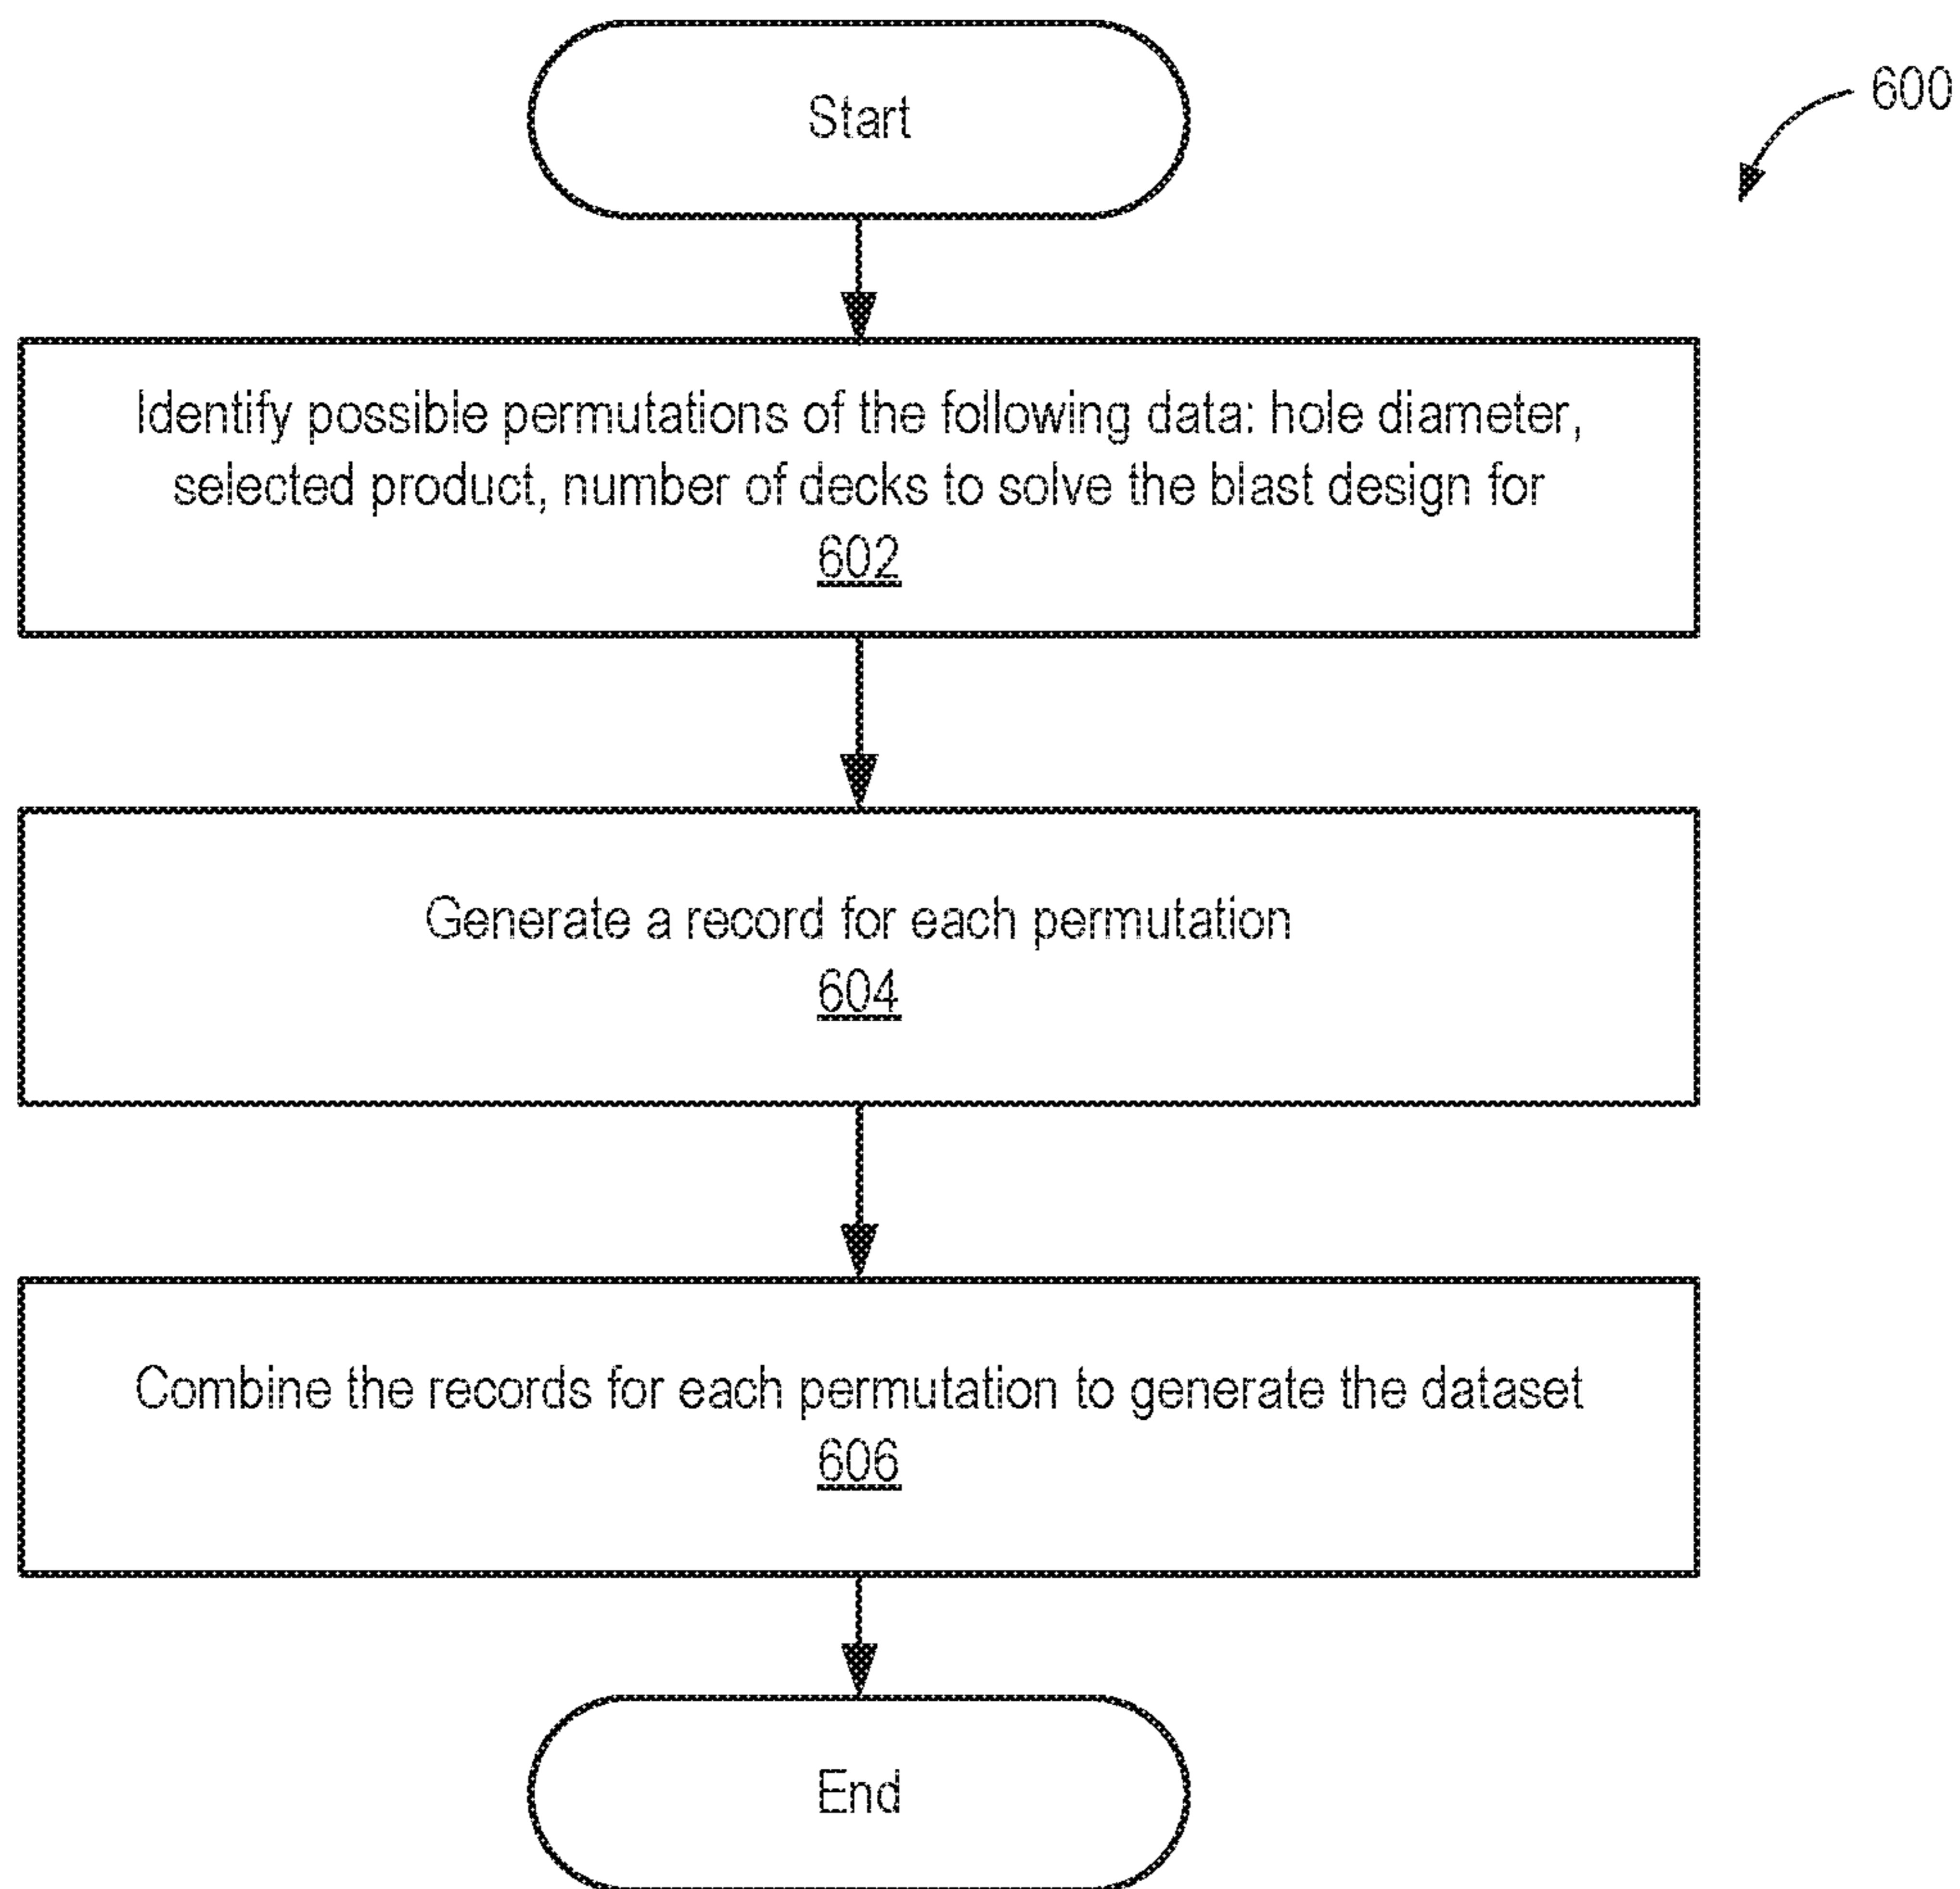 Start
600
Identify possible permutations of the following data: hole diameter,
selected product, number of decks to solve the blast design for
602
Generate a record for each permutation
604
Combine the records for each permutation to generate the dataset
606
End